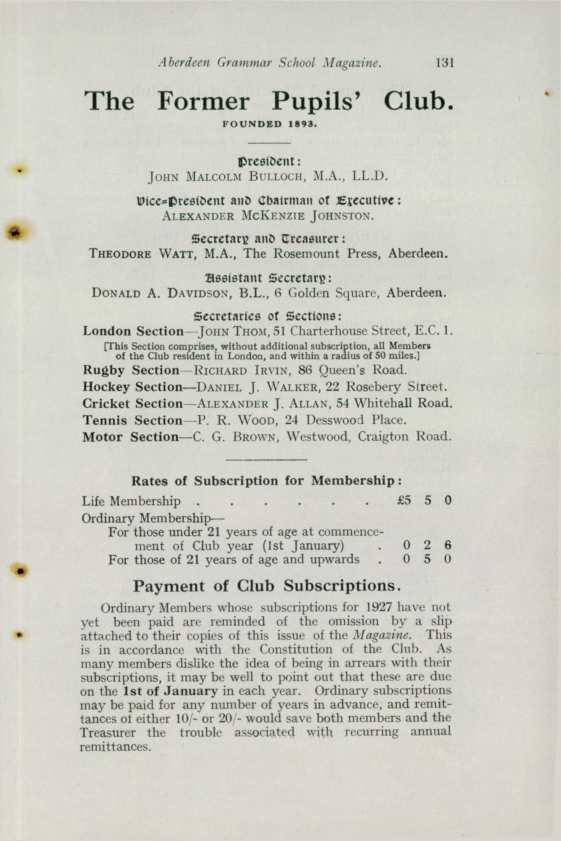 Aberdeen Grammar School Magazine. 131
The Former Pupils' Club.
FOUNDED 1893.
President:
JOHN MALCOLM BULLOCH, M.A., LL.D.
Vice=President and Chairman of Executive:
ALEXANDER MCKENZIE JOHNSTON.
Secretary and Treasurer:
THEODORE WATT, M.A., The Rosemount Press, Aberdeen.
Assistant Secretary:
DONALD A. DAVIDSON, B.L., 6 Golden Square, Aberdeen.
Secretaries of Sections:
London Section—JOHN THOM, 51 Charterhouse Street, E.C. 1.
[This Section comprises, without additional subscription, all Members
of the Club resident in London, and within a radius of 50 miles.]
Rugby Section—RICHARD IRVIN, 86 Queen's Road.
Hockey Section—DANIEL J. WALKER, 22 Rosebery Street.
Cricket Section—ALEXANDER J. ALLAN, 54 Whitehall Road.
Tennis Section—P. R. WOOD, 24 Desswood Place.
Motor Section—C. G. BROWN, Westwood, Craigton Road.
Rates of Subscription for Membership:
Life Membership . . . . . . £5 5 0
Ordinary Membership—
For those under 21 years of age at commence-
ment of Club year (1st January) . 0 2 6
For those of 21 years of age and upwards . 0 5 0
Payment of Club Subscriptions.
Ordinary Members whose subscriptions for 1927 have not
yet been paid are reminded of the omission by a slip
attached to their copies of this issue of the Magazine. This
is in accordance with the Constitution of the Club. As
many members dislike the idea of being in arrears with their
subscriptions, it may be well to point out that these are due
on the 1st of January in each year. Ordinary subscriptions
may be paid for any number of years in advance, and remit-
tances of either 10/- or 20/- would save both members and the
Treasurer the trouble associated with recurring annual
remittances.